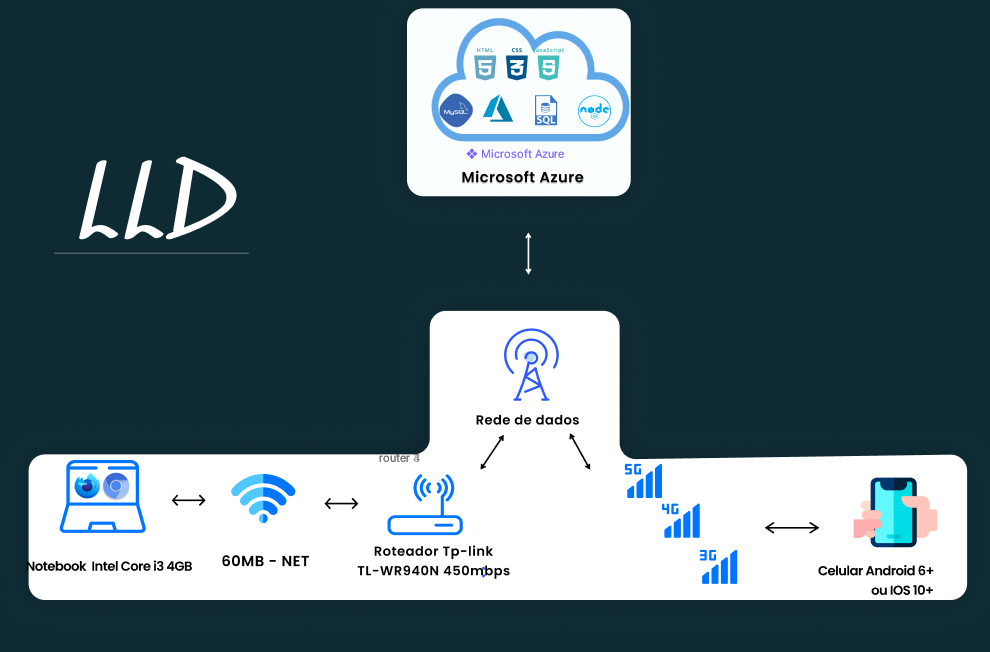 HTML CSS JavaScript
MySQL SQL node
Microsoft Azure
Microsoft Azure
LLD
Rede de dados
router 4
5G
4G
3G
Notebook Intel Core i3 4GB
60MB - NET
Roteador Tp-link
TL-WR940N 450mbps
Celular Android 6+
ou IOS 10+